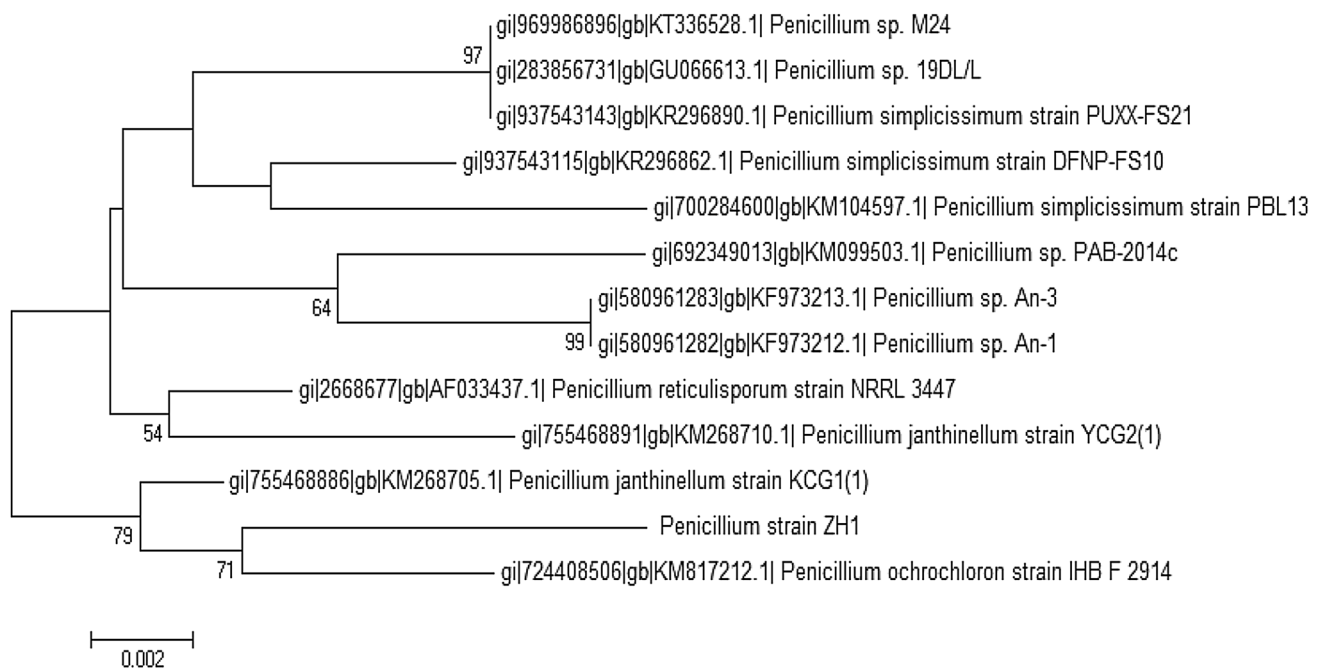 gi|969986896|gb|KT336528.1| Penicillium sp. M24
97
gi|283856731|gb|GU066613.1| Penicillium sp. 19DL/L
gi|937543143|gb|KR296890.1| Penicillium simplicissimum strain PUXX-FS21
gi|937543115|gb|KR296862.1| Penicillium simplicissimum strain DFNP-FS10
gi|700284600|gb|KM104597.1| Penicillium simplicissimum strain PBL13
gi|692349013|gb|KM099503.1| Penicillium sp. PAB-2014c
64
gi|580961283|gb|KF973213.1| Penicillium sp. An-3
99
gi|580961282|gb|KF973212.1| Penicillium sp. An-1
gi|2668677|gb|AF033437.1| Penicillium reticulisporum strain NRRL 3447
54
gi|755468891|gb|KM268710.1| Penicillium janthinellum strain YCG2(1)
gi|755468886|gb|KM268705.1| Penicillium janthinellum strain KCG1(1)
79
Penicillium strain ZH1
71
gi|724408506|gb|KM817212.1| Penicillium ochrochloron strain IHB F 2914
0.002